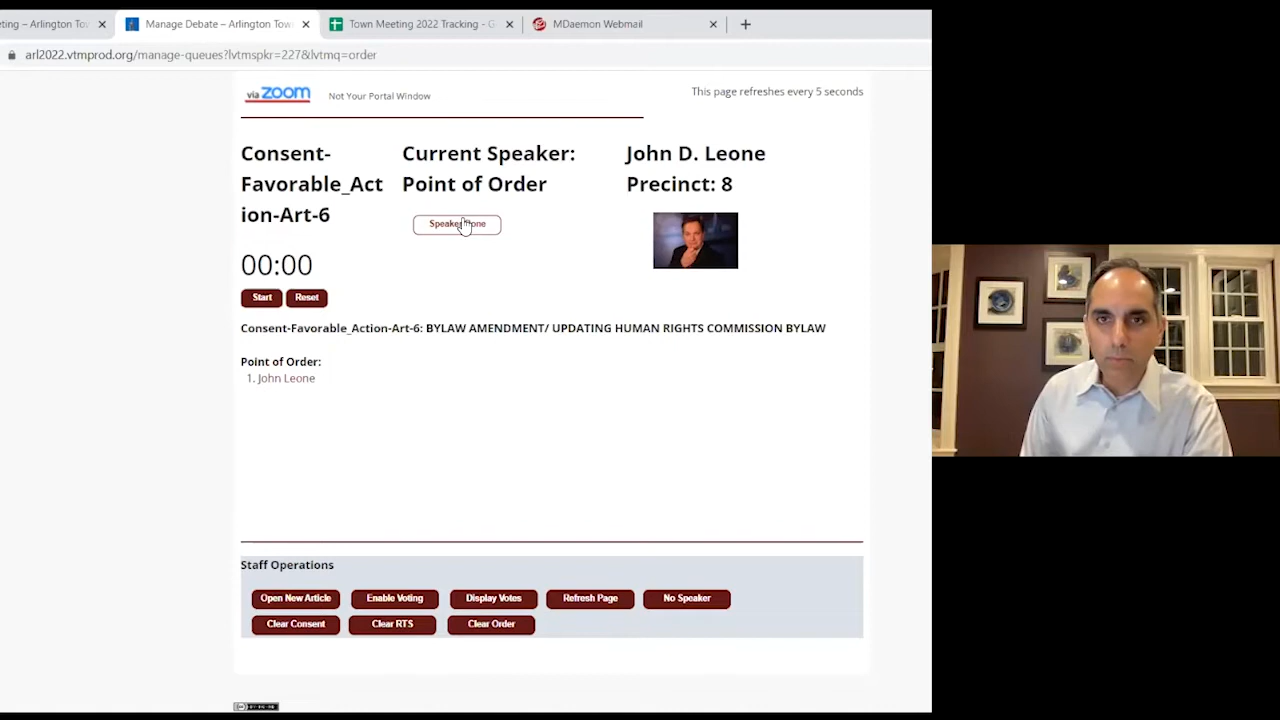 eting – Arlington Tov
Manage Debate – Arlington Town
Town Meeting 2022 Tracking - G
MDaemon Webmail
arl2022.vtmprod.org/manage-queues?lvtmspkr=227&lvtmq=order
via zoom
Not Your Portal Window
This page refreshes every 5 seconds
Consent-
Favorable_Act
ion-Art-6
Current Speaker:
Point of Order
John D. Leone
Precinct: 8
Speaker Done
00:00
Start
Reset
Consent-Favorable_Action-Art-6: BYLAW AMENDMENT/ UPDATING HUMAN RIGHTS COMMISSION BYLAW
Point of Order:
1. John Leone
Staff Operations
Open New Article
Enable Voting
Display Votes
Refresh Page
No Speaker
Clear Consent
Clear RTS
Clear Order